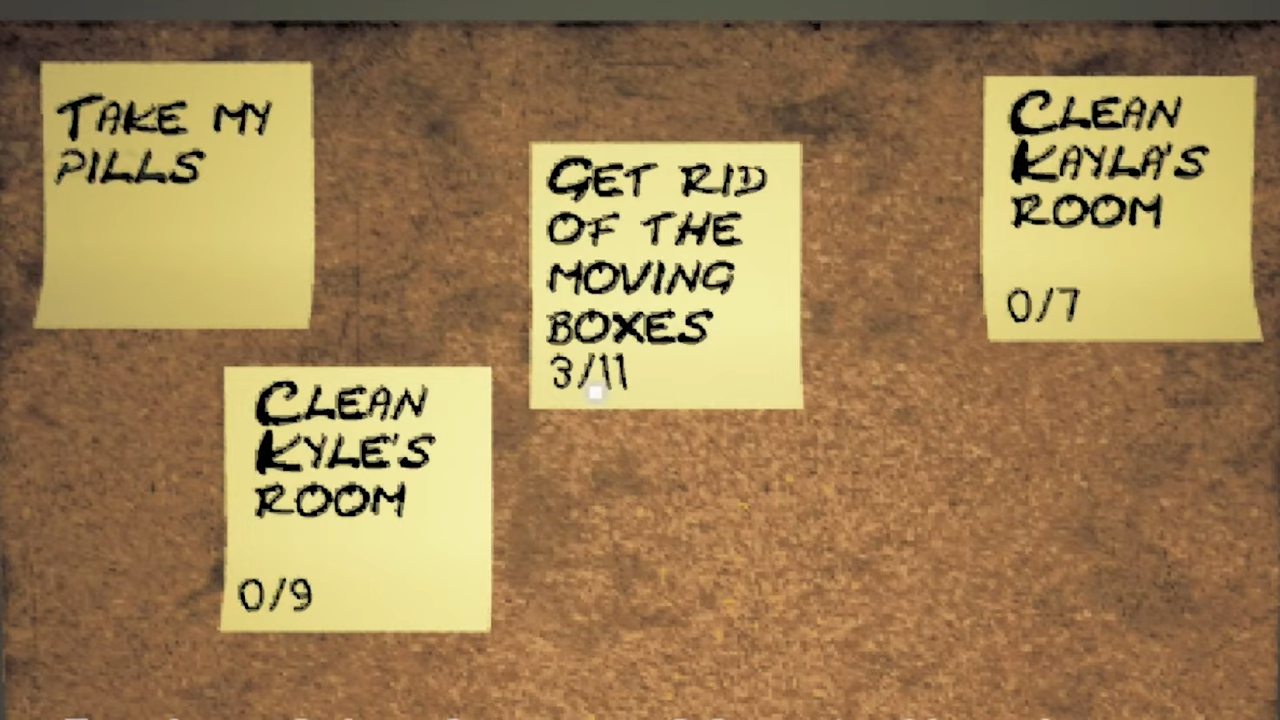 TAKE MY
PILLS
GET RID
OF THE
MOVING
BOXES
3/11
CLEAN
KAYLA'S
ROOM
0/7
CLEAN
KYLE'S
ROOM
0/9